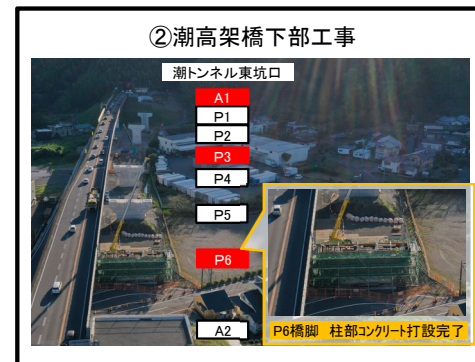 ②潮高架橋下部工事
潮トンネル東坑口
A1
P1
P2
P3
P4
P5
P6
A2
P6橋脚 柱部コンクリート打設完了